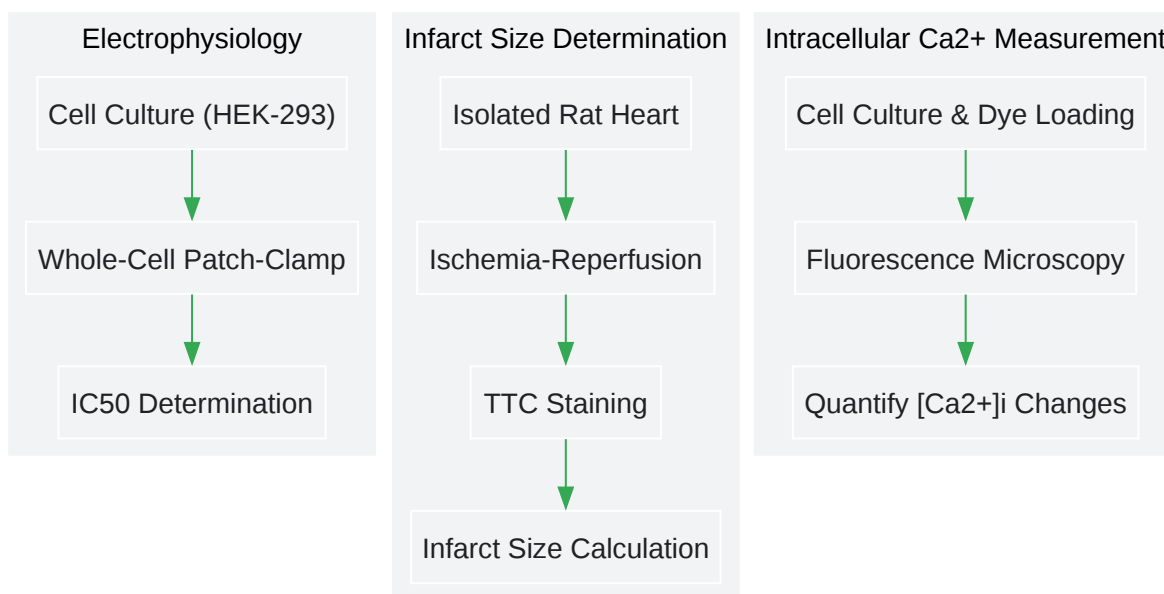 Electrophysiology
Cell Culture (HEK-293)
Whole-Cell Patch-Clamp
IC50 Determination
Infarct Size Determination
Isolated Rat Heart
Ischemia-Reperfusion
TTC Staining
Infarct Size Calculation
Intracellular Ca2+ Measurement
Cell Culture & Dye Loading
Fluorescence Microscopy
Quantify [Ca2+]i Changes